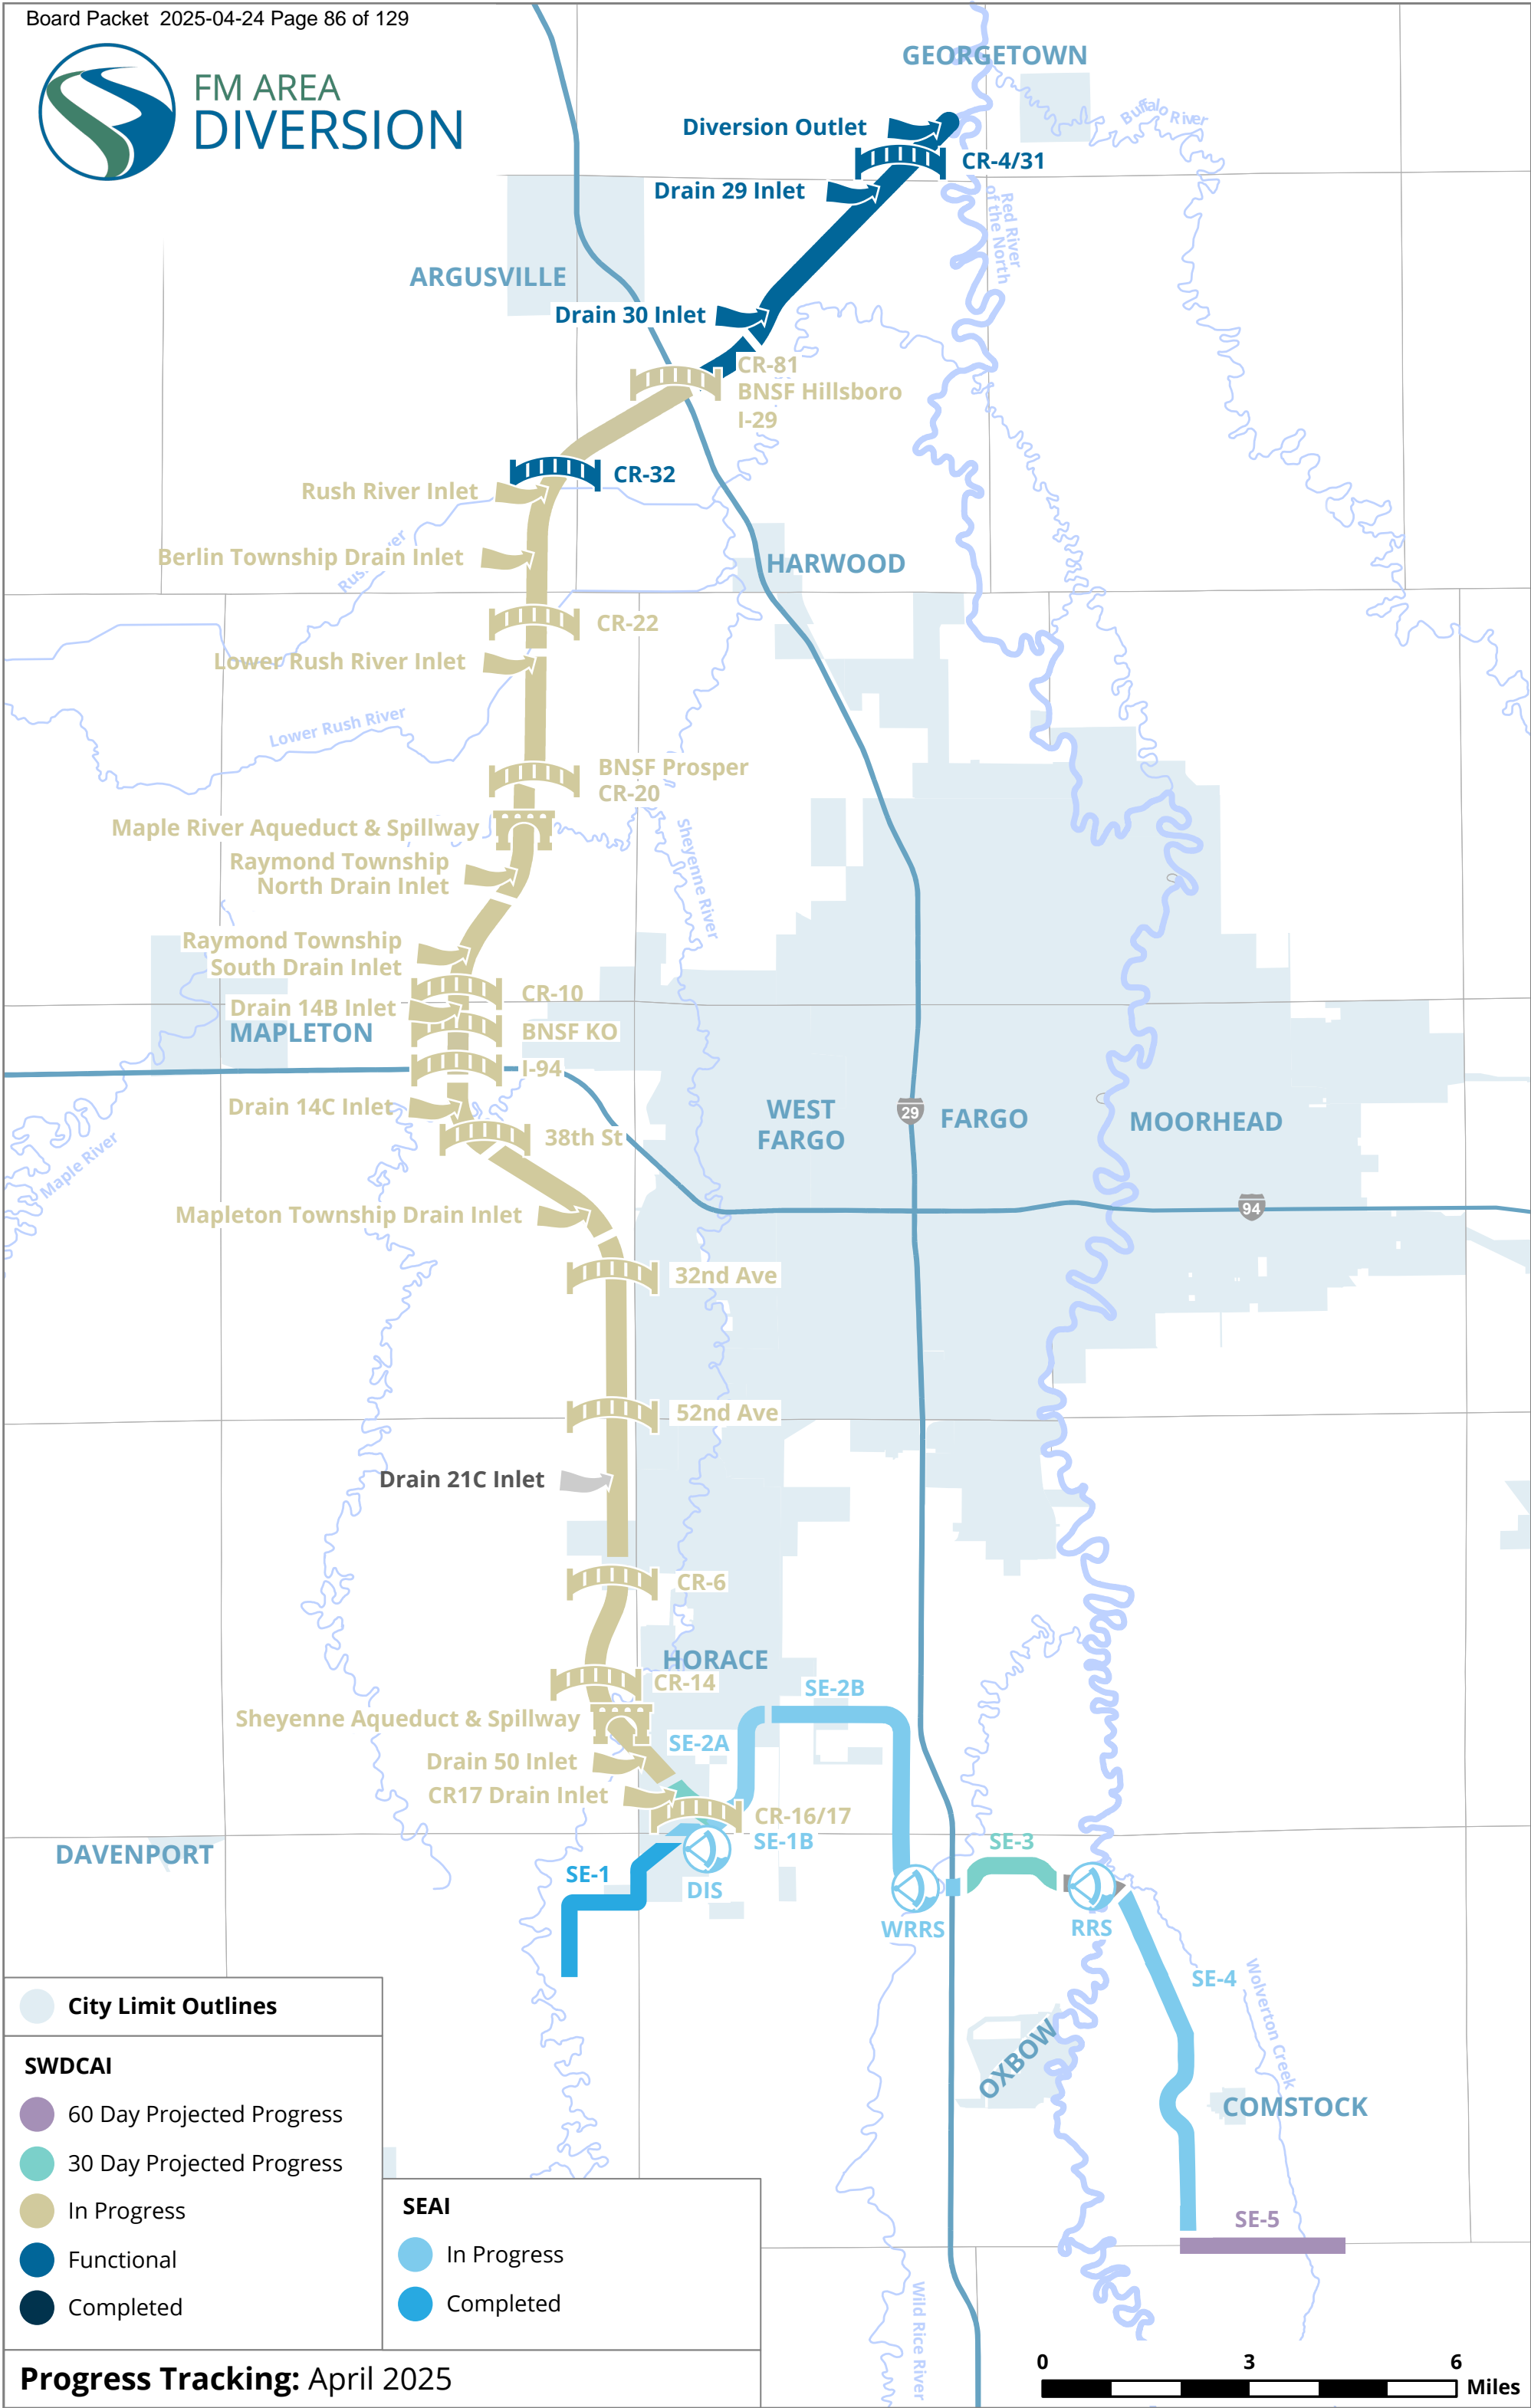 Board Packet 2025-04-24 Page 86 of 129
FM AREA
DIVERSION
GEORGETOWN
Buffalo River
Diversion Outlet
CR-4/31
Drain 29 Inlet
Red River
of the North
ARGUSVILLE
Drain 30 Inlet
CR-81
BNSF Hillsboro
I-29
CR-32
Rush River Inlet
Berlin Township Drain Inlet
HARWOOD
CR-22
Lower Rush River Inlet
Lower Rush River
BNSF Prosper
CR-20
Maple River Aqueduct & Spillway
Sheyenne River
Raymond Township
North Drain Inlet
Raymond Township
South Drain Inlet
CR-10
Drain 14B Inlet
MAPLETON
BNSF KO
I-94
Drain 14C Inlet
WEST
FARGO
29
FARGO
MOORHEAD
38th St
Maple River
94
Mapleton Township Drain Inlet
32nd Ave
52nd Ave
Drain 21C Inlet
CR-6
HORACE
CR-14
SE-2B
Sheyenne Aqueduct & Spillway
SE-2A
Drain 50 Inlet
CR17 Drain Inlet
CR-16/17
SE-1B
SE-3
DAVENPORT
SE-1
DIS
WRRS
RRS
SE-4
Wolverton Creek
OXBOW
COMSTOCK
SE-5
Wild Rice River
City Limit Outlines
SWDCAI
60 Day Projected Progress
30 Day Projected Progress
In Progress
Functional
Completed
SEAI
In Progress
Completed
Progress Tracking: April 2025
0 3 6
Miles